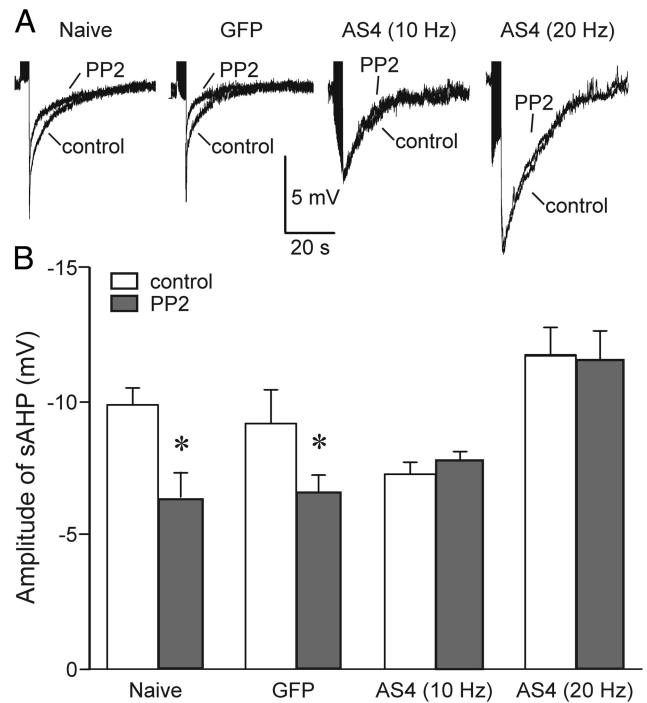 A
Naive GFP AS4 (10 Hz) AS4 (20 Hz)
PP2 PP2 PP2 PP2
control control control control
5 mV
20 s
B
control
PP2
Amplitude of sAHP (mV)
-15
-10
-5
0
* *
Naive GFP AS4 (10 Hz) AS4 (20 Hz)